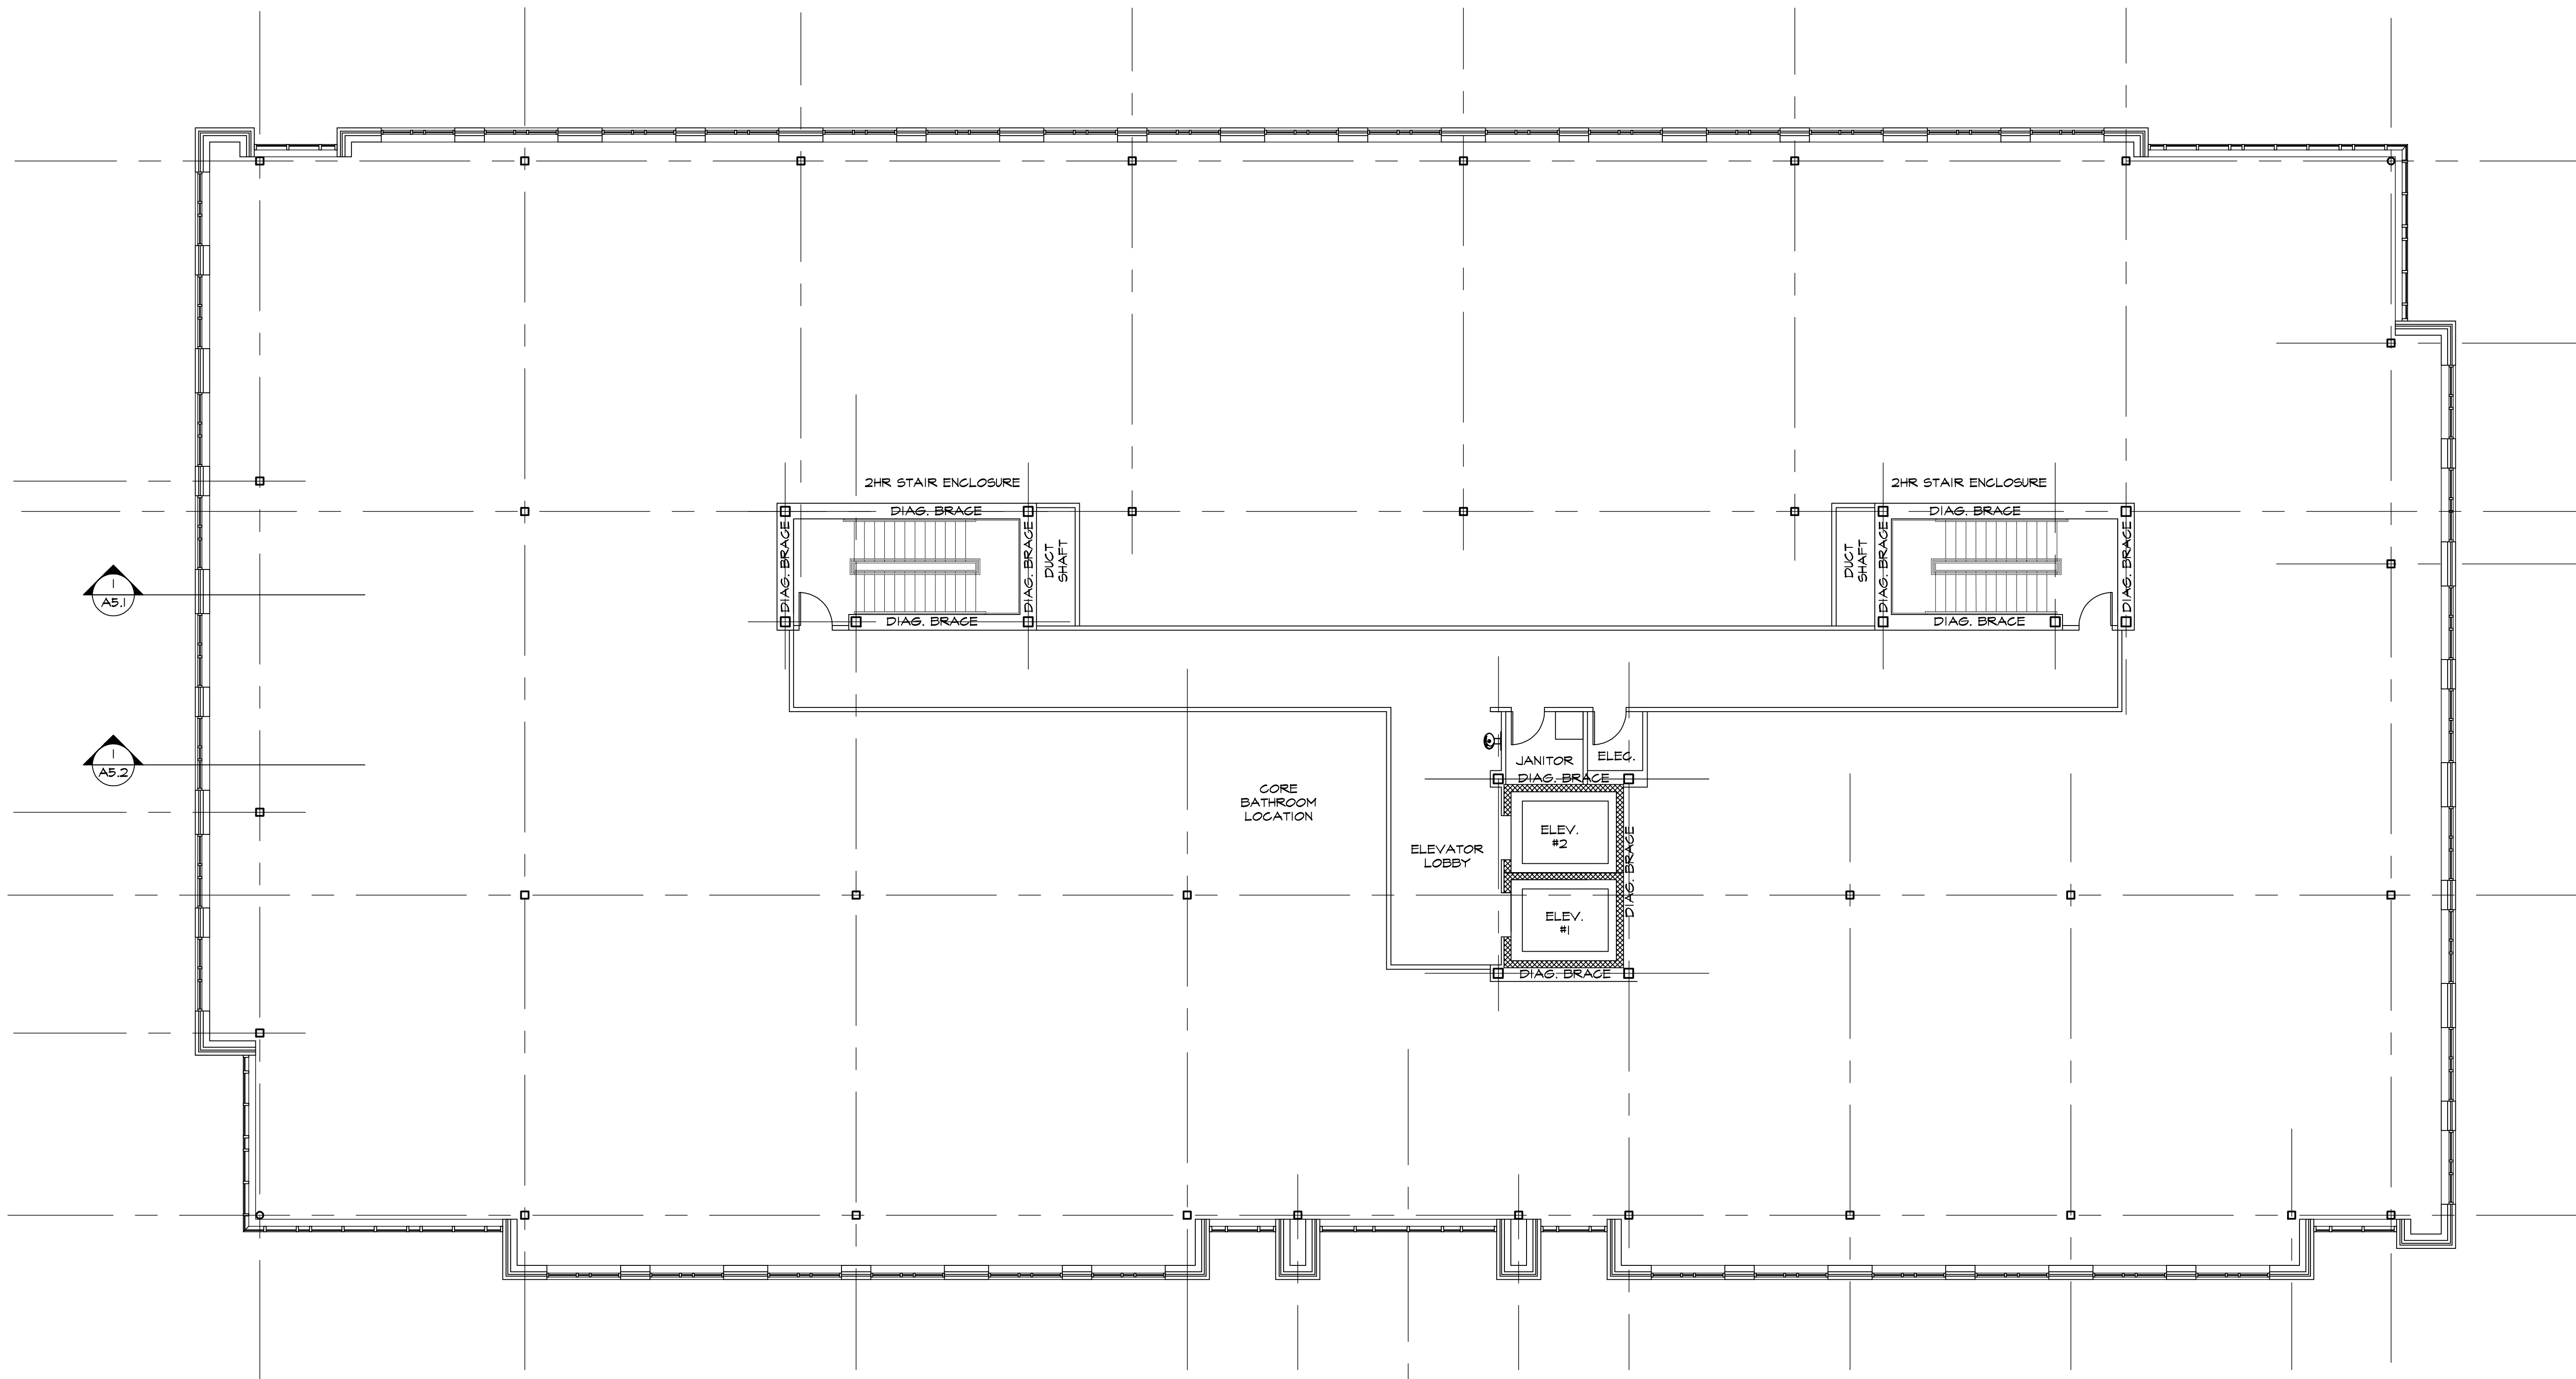 2HR STAIR ENCLOSURE
2HR STAIR ENCLOSURE
DIAG. BRACE
DIAG. BRACE
DIAG. BRACE
DIAG. BRACE
DUCT
SHAFT
DUCT
SHAFT
DIAG. BRACE
DIAG. BRACE
1
A5.1
DIAG. BRACE
DIAG. BRACE
1
A5.2
JANITOR
ELEC.
DIAG. BRACE
CORE
BATHROOM
LOCATION
ELEV.
#2
ELEVATOR
LOBBY
DIAG. BRACE
ELEV.
#1
DIAG. BRACE